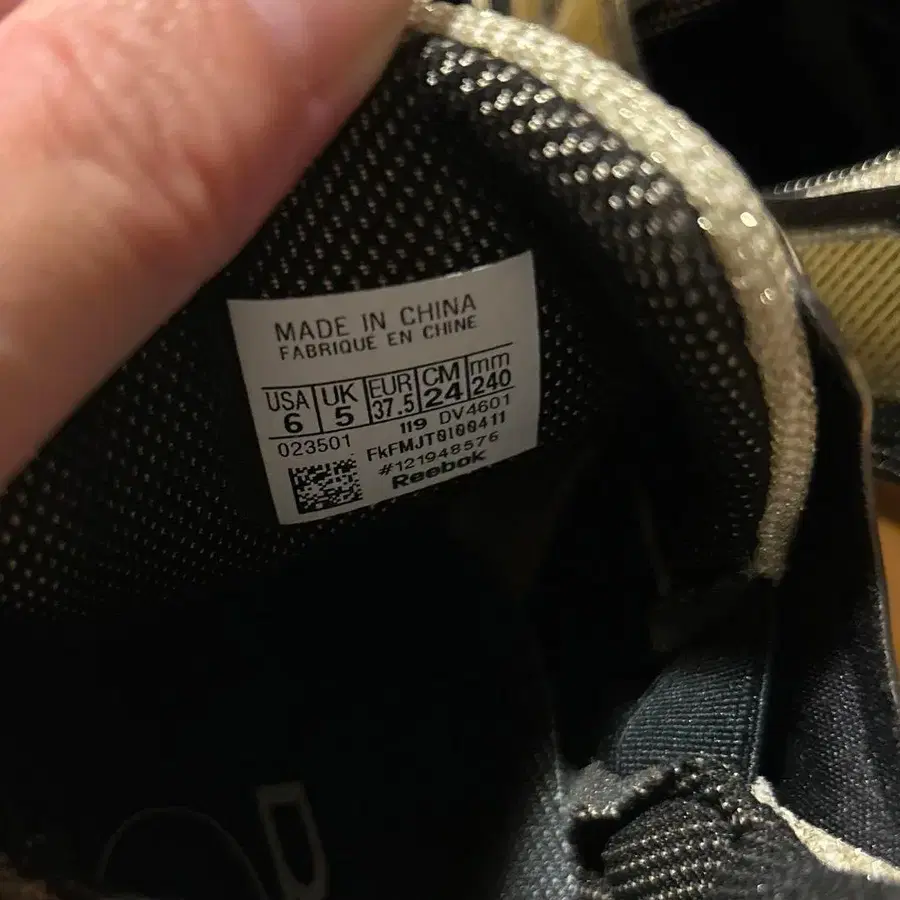 MADE IN CHINA
FABRIQUÉ EN CHINE
USA UK EUR CM mm
6 5 37.5 24 240
119 DV4601
023501 FkFMJT0100411
#121948576
Reebok